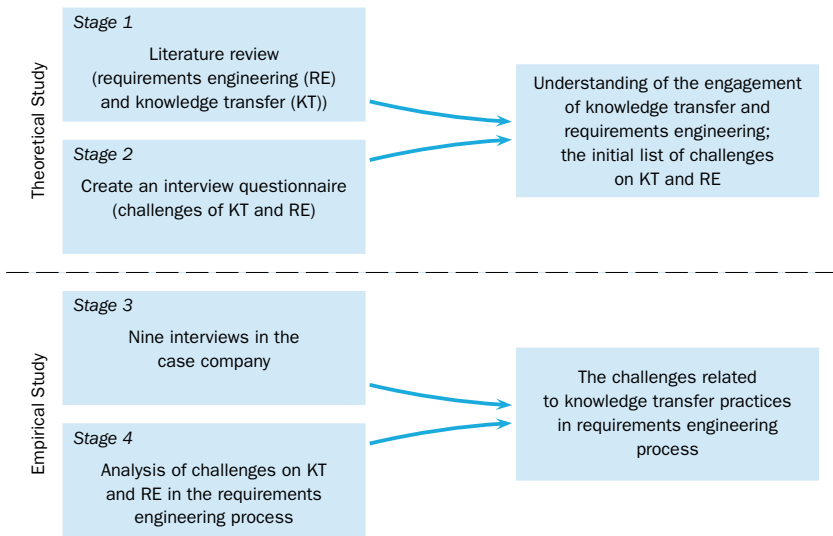 Theoretical Study
Stage 1
Literature review
(requirements engineering (RE)
and knowledge transfer (KT))
Stage 2
Create an interview questionnaire
(challenges of KT and RE)
Understanding of the engagement
of knowledge transfer and
requirements engineering;
the initial list of challenges
on KT and RE
Empirical Study
Stage 3
Nine interviews in the
case company
Stage 4
Analysis of challenges on KT
and RE in the requirements
engineering process
The challenges related
to knowledge transfer practices
in requirements engineering
process